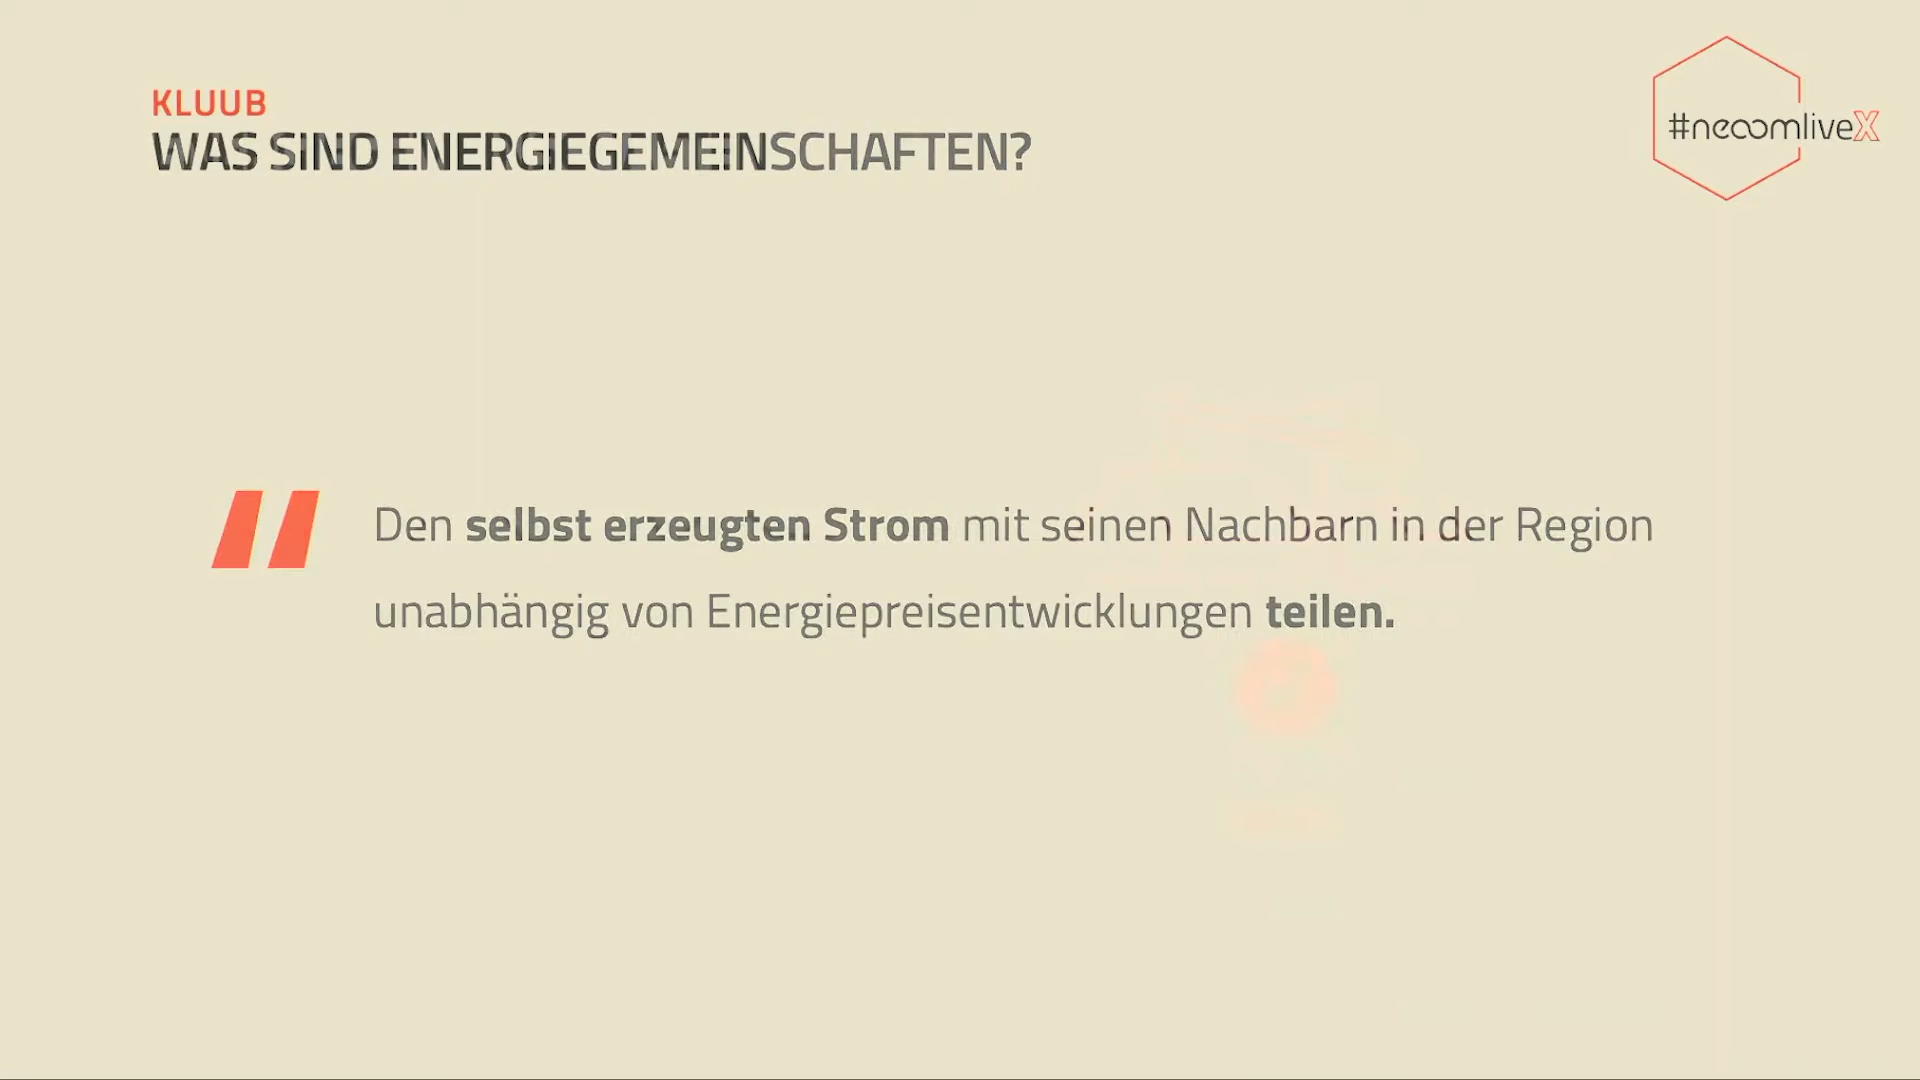 KLUUB
WAS SIND ENERGIEGEMEINSCHAFTEN?
#neoomliveX
Den selbst erzeugten Strom mit seinen Nachbarn in der Region
unabhängig von Energiepreisentwicklungen teilen.